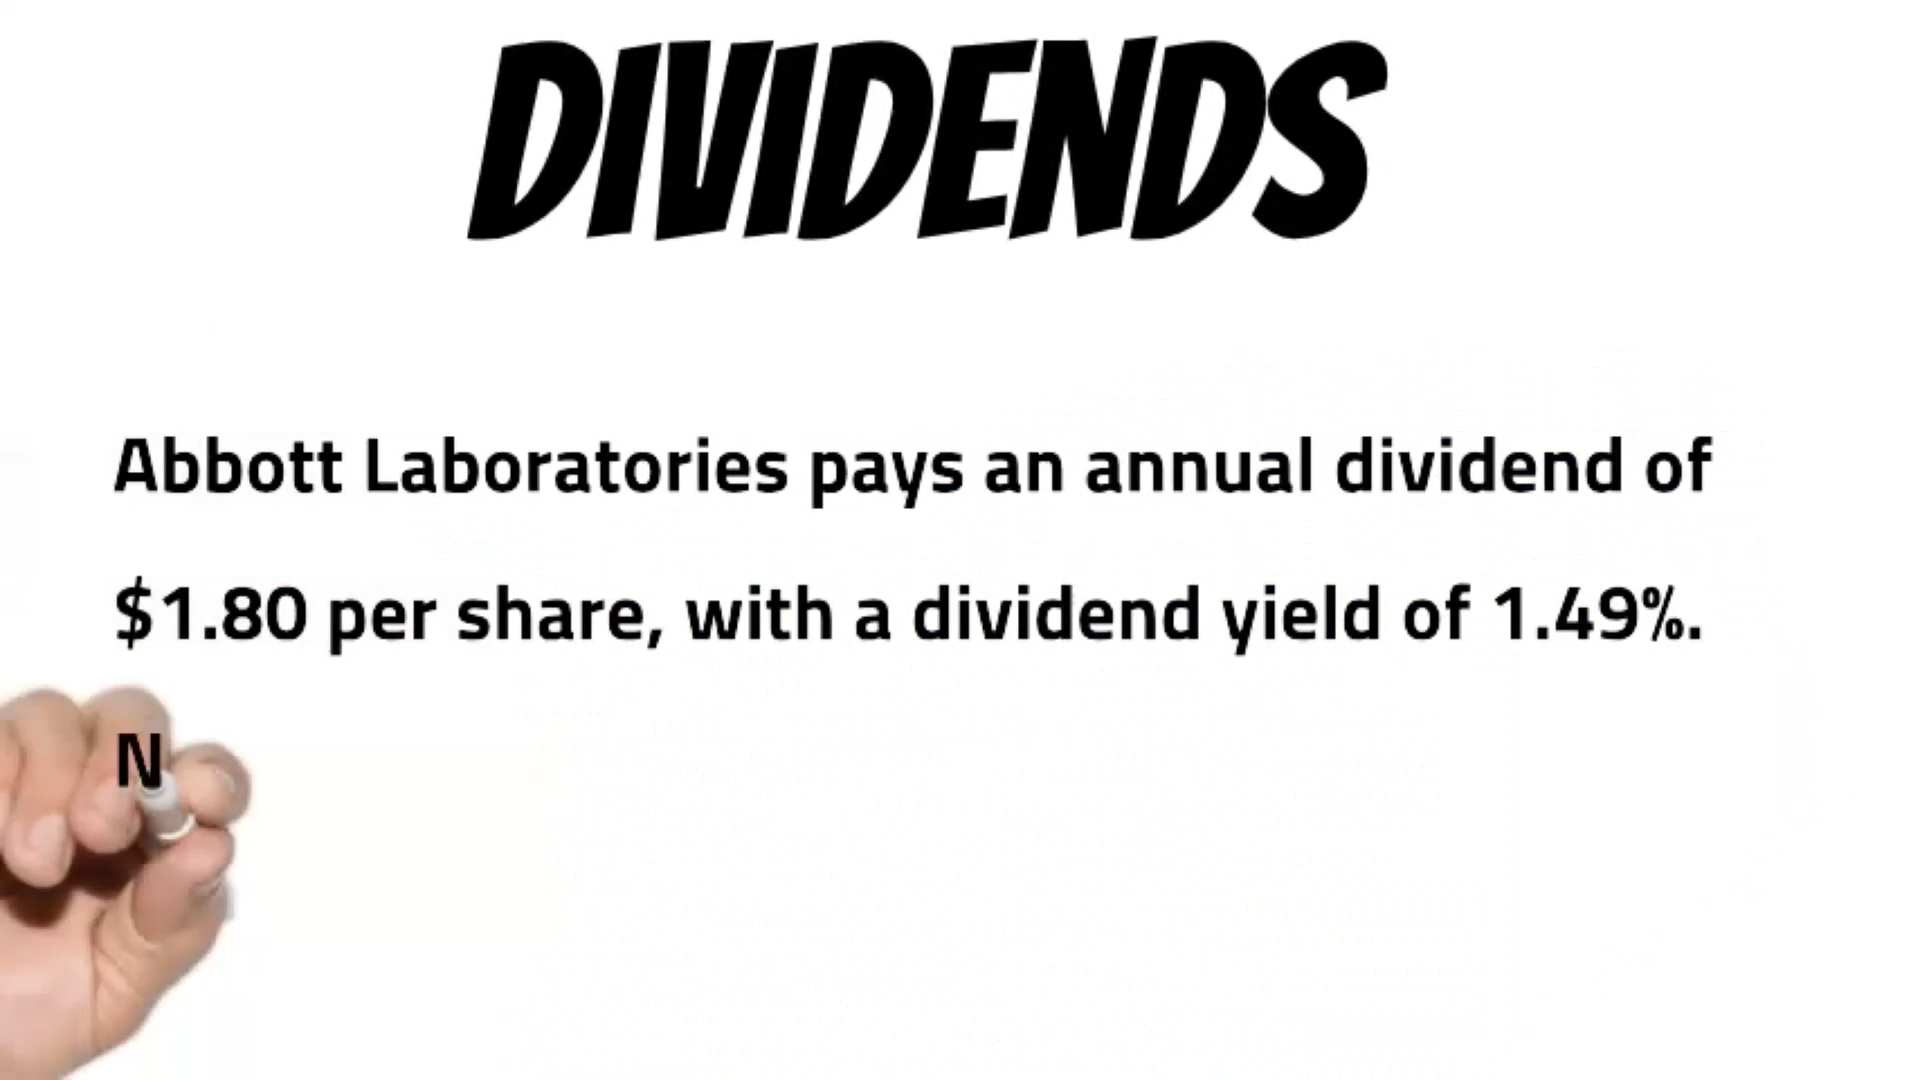 DIVIDENDS
Abbott Laboratories pays an annual dividend of
$1.80 per share, with a dividend yield of 1.49%.
N